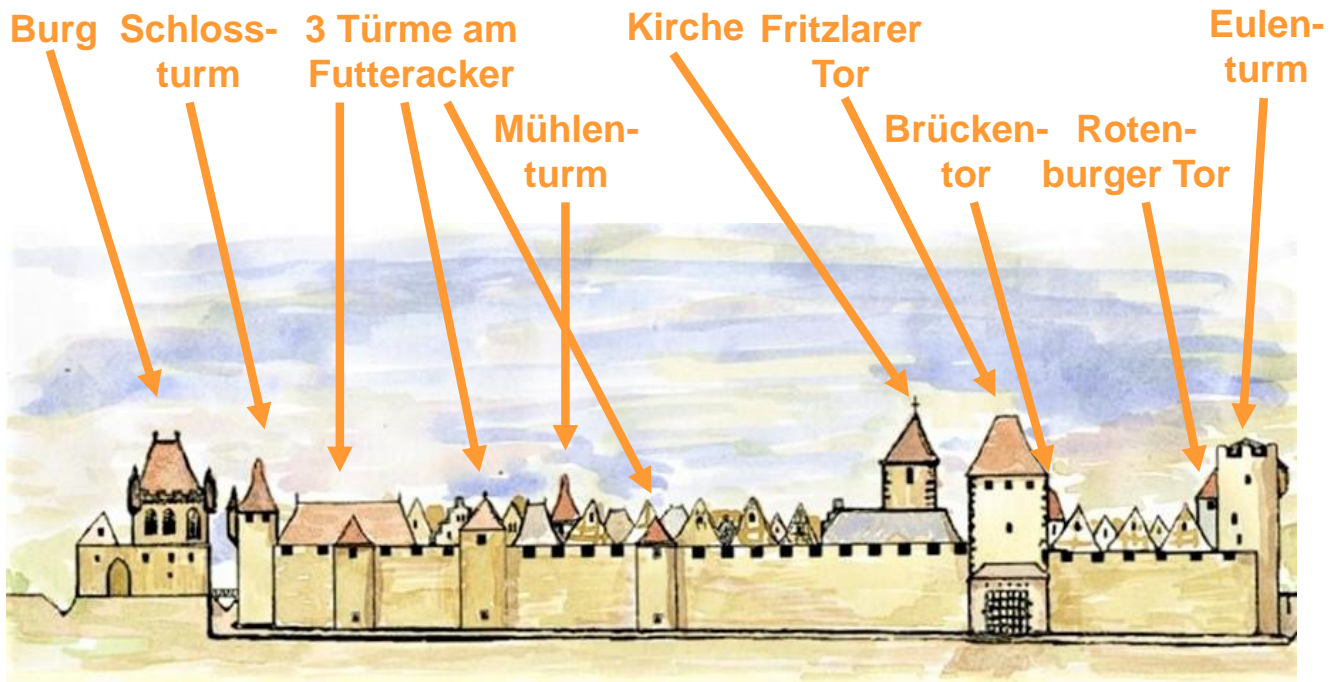 Burg
Schloss-
turm
3 Türme am
Futteracker
Mühlen-
turm
Kirche
Fritzlarer
Tor
Brücken-
tor
Roten-
burger Tor
Eulen-
turm